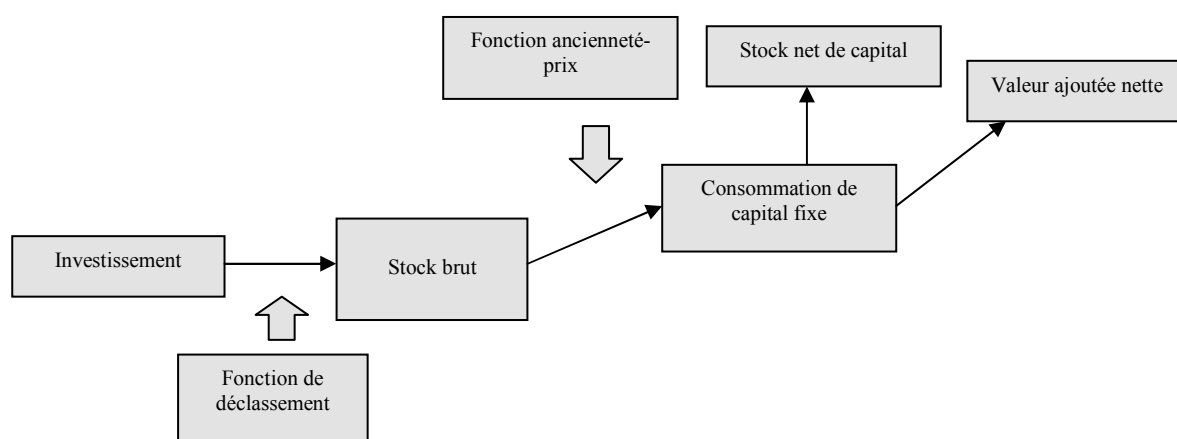 Fonction ancienneté-
prix
Stock net de capital
Valeur ajoutée nette
Consommation de
capital fixe
Investissement
Stock brut
Fonction de
déclassement